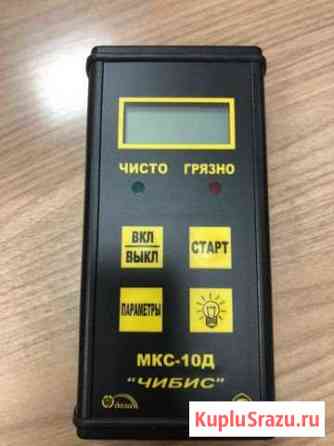 ЧИСТО ГРЯЗНО
ВКЛ
ВЫКЛ
СТАРТ
ПАРАМЕТРЫ
МКС-10Д
"ЧИБИС"
KupluSrazu.ru